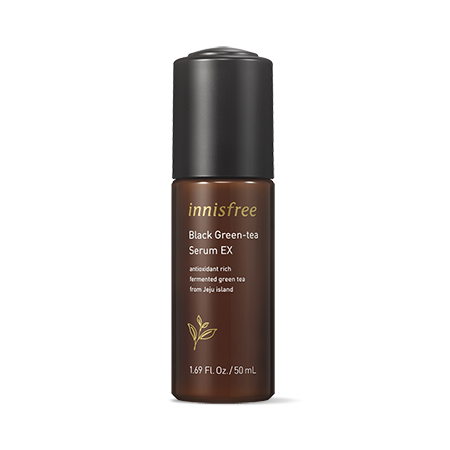 innisfree
Black Green-tea
Serum EX
antioxidant rich
fermented green tea
from Jeju island
1.69 Fl. Oz. / 50 mL